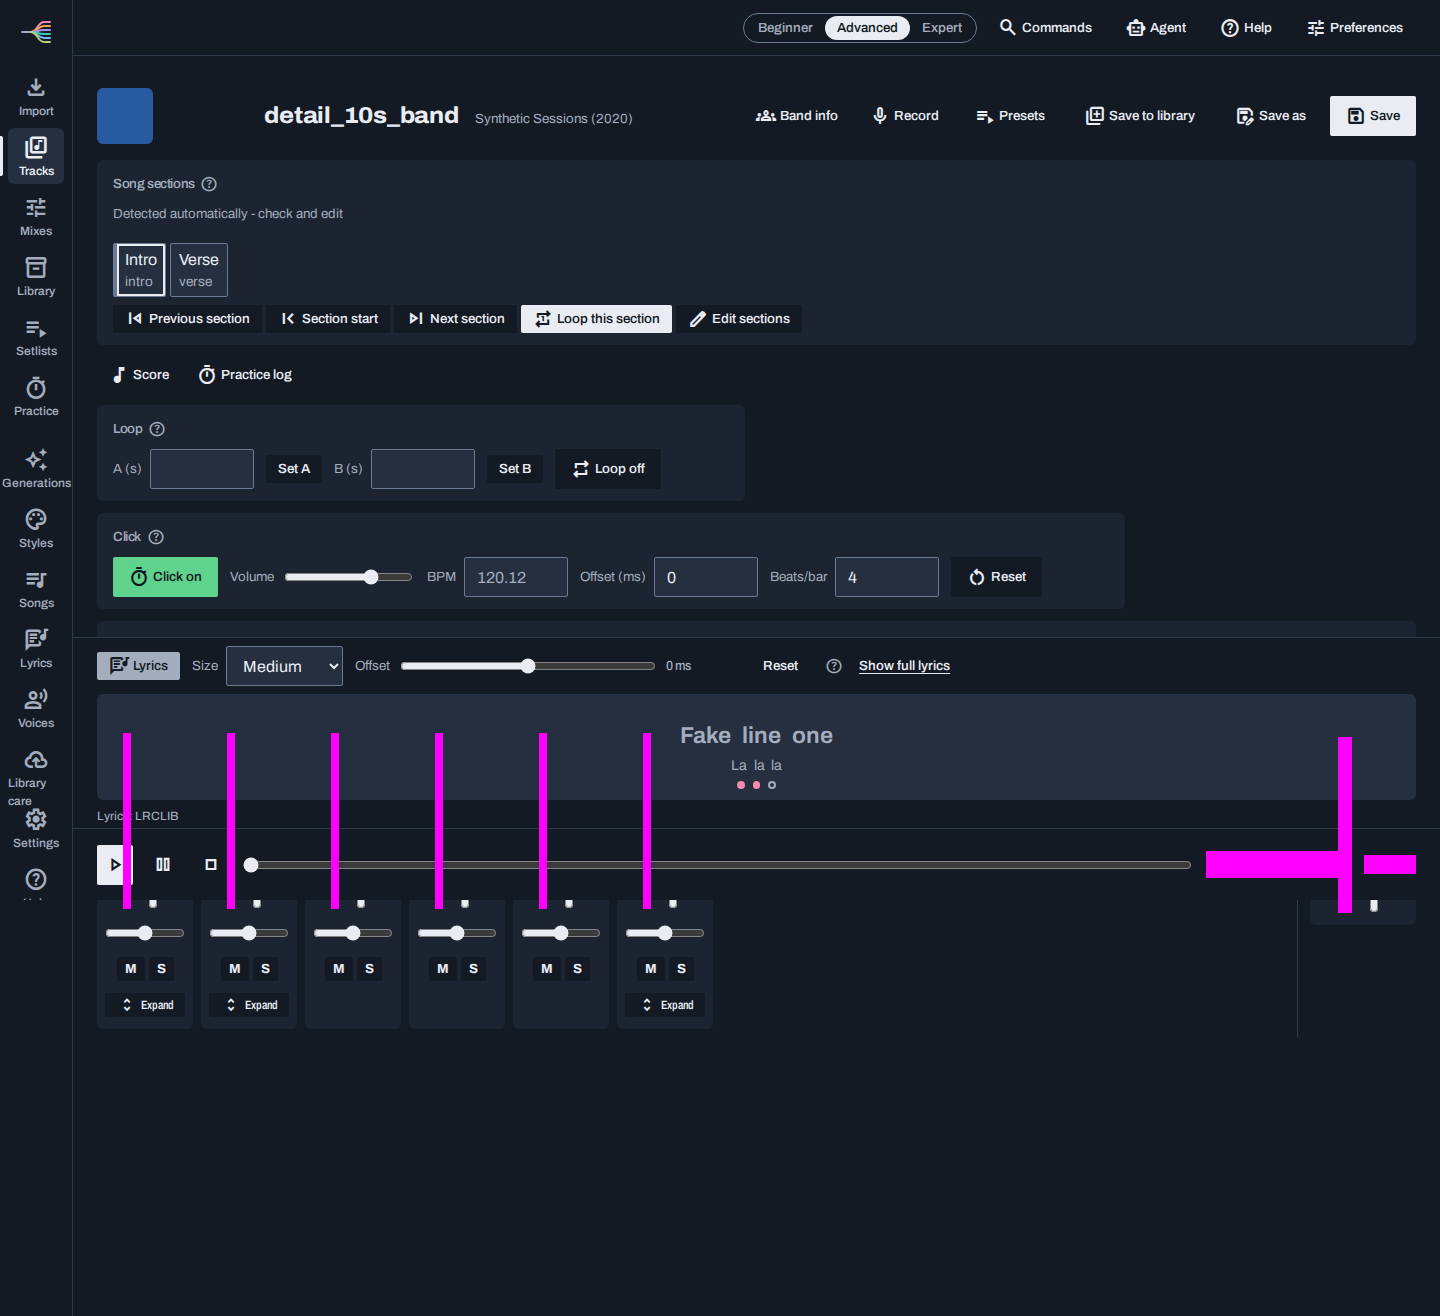 Beginner Advanced Expert Commands Agent Help Preferences
Import
Tracks
Mixes
Library
Setlists
Practice
Generations
Styles
Songs
Lyrics
Voices
Library
care
Settings
detail_10s_band Synthetic Sessions (2020) Band info Record Presets Save to library Save as Save
Song sections
Detected automatically - check and edit
Intro
intro
Verse
verse
Previous section Section start Next section Loop this section Edit sections
Score Practice log
Loop
A (s) Set A B (s) Set B Loop off
Click
Click on Volume BPM 120.12 Offset (ms) 0 Beats/bar 4 Reset
Lyrics Size Medium Offset 0 ms Reset Show full lyrics
Fake line one
La la la
LRCLIB
M S M S M S M S M S M S
Expand Expand Expand